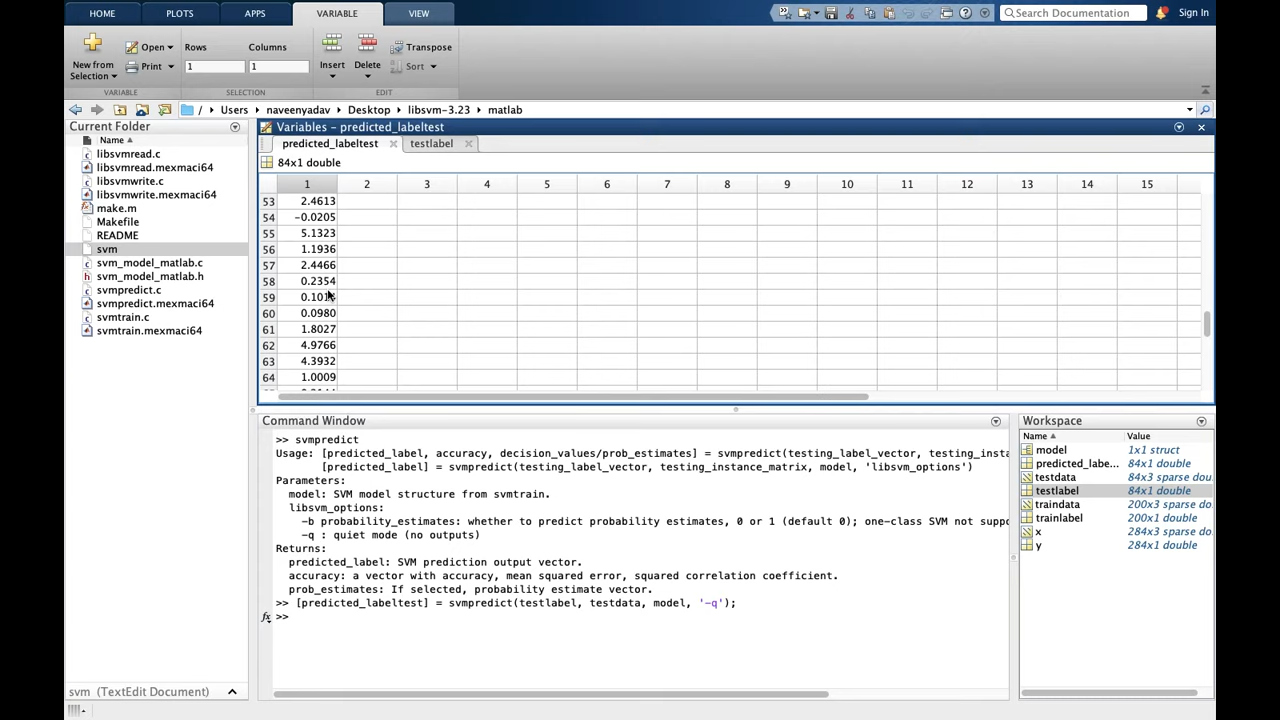 HOME PLOTS APPS VARIABLE VIEW Search Documentation Sign In
New from Selection Open Print Rows Columns 1 1 Insert Delete Transpose Sort
VARIABLE SELECTION EDIT
/ Users naveenyadav Desktop libsvm-3.23 matlab
Current Folder
Name
libsvmread.c
libsvmread.mexmaci64
libsvmwrite.c
libsvmwrite.mexmaci64
make.m
Makefile
README
svm
svm_model_matlab.c
svm_model_matlab.h
svmpredict.c
svmpredict.mexmaci64
svmtrain.c
svmtrain.mexmaci64
svm (TextEdit Document)
Variables - predicted_labeltest
predicted_labeltest testlabel
84x1 double
1 2 3 4 5 6 7 8 9 10 11 12 13 14 15
53 2.4613
54 -0.0205
55 5.1323
56 1.1936
57 2.4466
58 0.2354
59
60 0.0980
61 1.8027
62 4.9766
63 4.3932
64 1.0009
Command Window
>> svmpredict
Usage: [predicted_label, accuracy, decision_values/prob_estimates] = svmpredict(testing_label_vector, testing_insta
[predicted_label] = svmpredict(testing_label_vector, testing_instance_matrix, model, 'libsvm_options')
Parameters:
model: SVM model structure from svmtrain.
libsvm_options:
-b probability_estimates: whether to predict probability estimates, 0 or 1 (default 0); one-class SVM not suppo
-q : quiet mode (no outputs)
Returns:
predicted_label: SVM prediction output vector.
accuracy: a vector with accuracy, mean squared error, squared correlation coefficient.
prob_estimates: If selected, probability estimate vector.
>> [predicted_labeltest] = svmpredict(testlabel, testdata, model, '-q');
fx >>
Workspace
Name Value
model 1x1 struct
predicted_labe... 84x1 double
testdata 84x3 sparse dou
testlabel 84x1 double
traindata 200x3 sparse do
trainlabel 200x1 double
x 284x3 sparse do
y 284x1 double